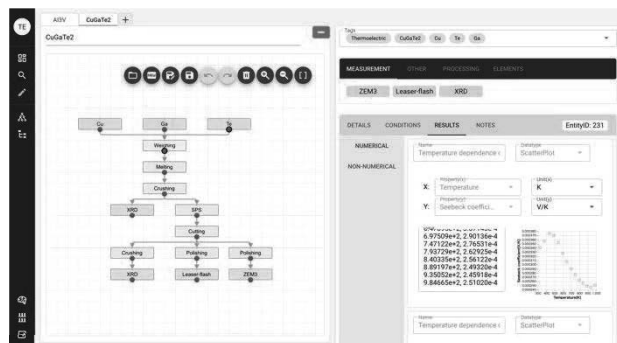 TE
ADV
CuGaTe2
+
CuGaTe2
Cu
Ga
Te
Weighing
Melting
Crushing
XRD
SPS
Cutting
Crushing
Polishing
Polishing
XRD
Leaser-flash
ZEM3
Tags
Thermoelectric
CuGaTe2
Cu
Te
Ga
MEASUREMENT
OTHER
PROCESSING
ELEMENTS
ZEM3
Leaser-flash
XRD
DETAILS
CONDITIONS
RESULTS
NOTES
EntityID: 231
NUMERICAL
NON-NUMERICAL
Name
Temperature dependence
Datatype
ScatterPlot
X:
Property(x)
Temperature
Unit(x)
K
Y:
Property(y)
Seebeck coeffici...
Unit(y)
V/K
6.97509e+2, 2.90136e-4
7.47122e+2, 2.76531e-4
7.93729e+2, 2.62925e-4
8.40335e+2, 2.56122e-4
8.89197e+2, 2.49320e-4
9.35052e+2, 2.45918e-4
9.84665e+2, 2.51020e-4
Temperature(K)
Name
Temperature dependence
Datatype
ScatterPlot